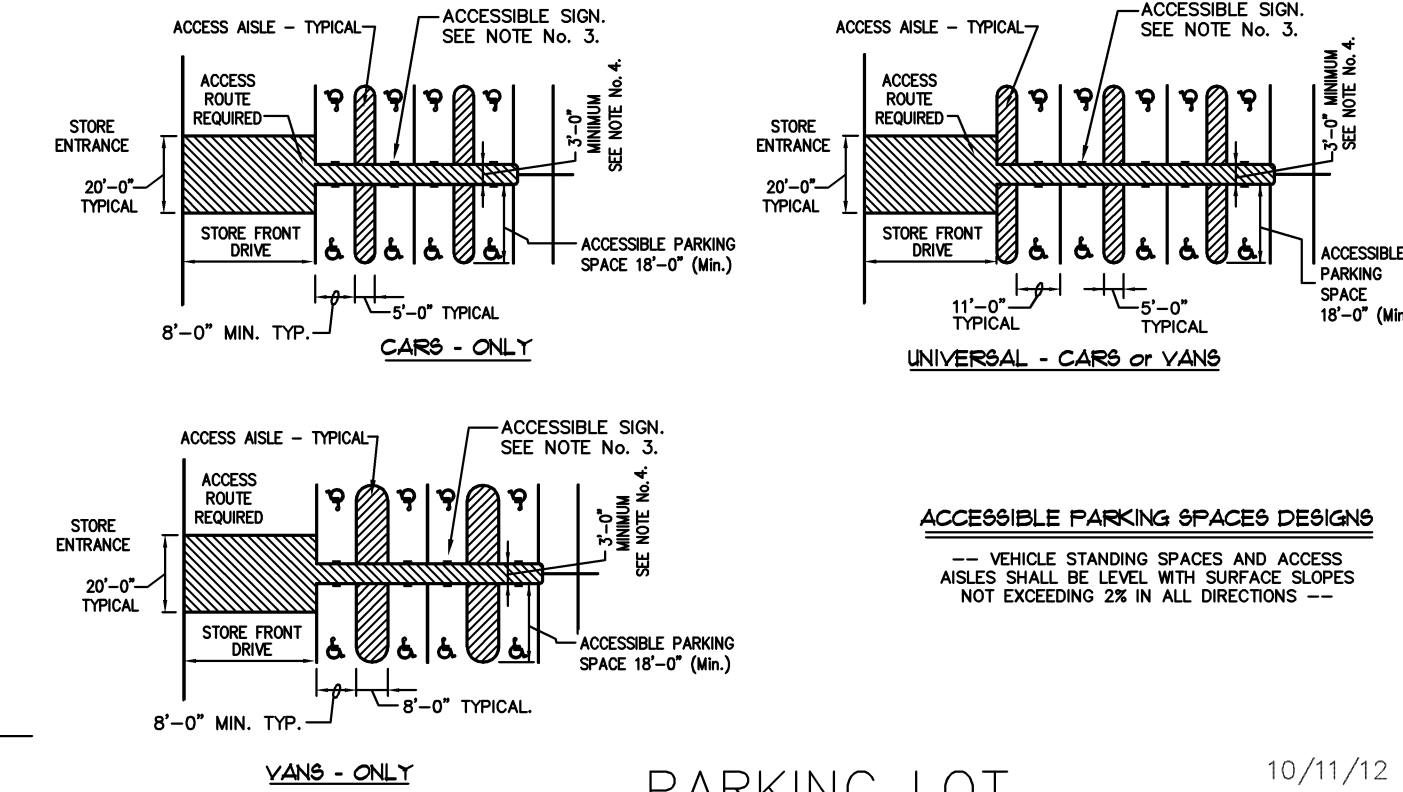 ACCESS AISLE - TYPICAL
ACCESSIBLE SIGN.
SEE NOTE No. 3.
ACCESS
ROUTE
REQUIRED
STORE
ENTRANCE
20'-0"
TYPICAL
STORE FRONT
DRIVE
3'-0"
MINIMUM
SEE NOTE No. 4.
ACCESSIBLE PARKING
SPACE 18'-0" (Min.)
8'-0" MIN. TYP.
5'-0" TYPICAL
CARS - ONLY
ACCESS AISLE - TYPICAL
ACCESSIBLE SIGN.
SEE NOTE No. 3.
ACCESS
ROUTE
REQUIRED
STORE
ENTRANCE
20'-0"
TYPICAL
STORE FRONT
DRIVE
3'-0" MINIMUM
SEE NOTE No. 4.
ACCESSIBLE
PARKING
SPACE
18'-0" (Min
11'-0"
TYPICAL
5'-0"
TYPICAL
UNIVERSAL - CARS or VANS
ACCESS AISLE - TYPICAL
ACCESSIBLE SIGN.
SEE NOTE No. 3.
ACCESS
ROUTE
REQUIRED
STORE
ENTRANCE
20'-0"
TYPICAL
STORE FRONT
DRIVE
3'-0"
MINIMUM
SEE NOTE No. 4.
ACCESSIBLE PARKING
SPACE 18'-0" (Min.)
8'-0" MIN. TYP.
8'-0" TYPICAL.
VANS - ONLY
ACCESSIBLE PARKING SPACES DESIGNS
-- VEHICLE STANDING SPACES AND ACCESS
AISLES SHALL BE LEVEL WITH SURFACE SLOPES
NOT EXCEEDING 2% IN ALL DIRECTIONS --
PARKING LOT
10/11/12